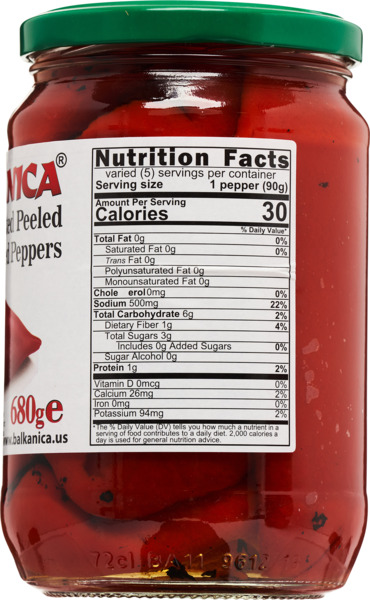 NICA®
Peeled
Peppers
680g e
www.balkanica.us
Nutrition Facts
varied (5) servings per container
Serving size 1 pepper (90g)
Amount Per Serving
Calories 30
% Daily Value*
Total Fat 0g 0%
Saturated Fat 0g 0%
Trans Fat 0g
Polyunsaturated Fat 0g
Monounsaturated Fat 0g
Chole erol 0mg 0%
Sodium 500mg 22%
Total Carbohydrate 6g 2%
Dietary Fiber 1g 4%
Total Sugars 3g
Includes 0g Added Sugars 0%
Sugar Alcohol 0g
Protein 1g 2%
Vitamin D 0mcg 0%
Calcium 26mg 2%
Iron 0mg 0%
Potassium 94mg 2%
*The % Daily Value (DV) tells you how much a nutrient in a
serving of food contributes to a daily diet. 2,000 calories a
day is used for general nutrition advice.
72cl